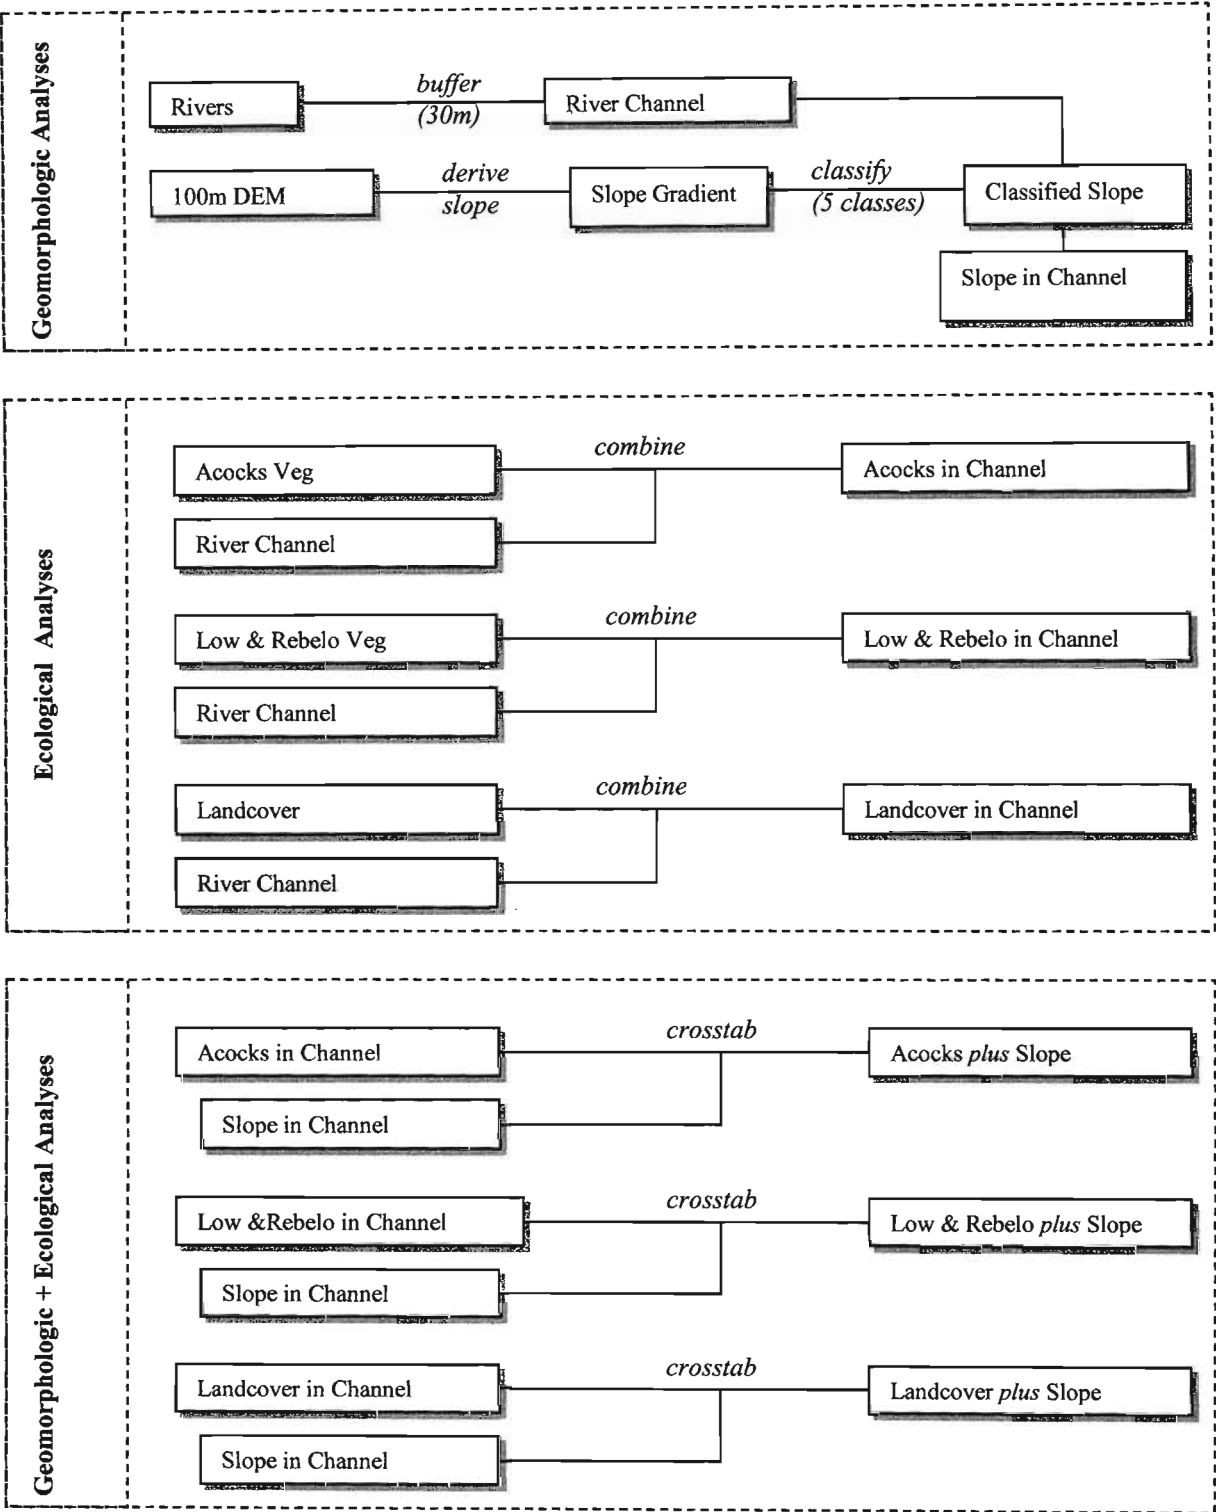 Geomorphologic Analyses
Rivers
buffer
(30m)
River Channel
100m DEM
derive
slope
Slope Gradient
classify
(5 classes)
Classified Slope
Slope in Channel
Ecological Analyses
Acocks Veg
combine
Acocks in Channel
River Channel
Low & Rebelo Veg
combine
Low & Rebelo in Channel
River Channel
Landcover
combine
Landcover in Channel
River Channel
Geomorphologic + Ecological Analyses
Acocks in Channel
crosstab
Acocks plus Slope
Slope in Channel
Low &Rebelo in Channel
crosstab
Low & Rebelo plus Slope
Slope in Channel
Landcover in Channel
crosstab
Landcover plus Slope
Slope in Channel